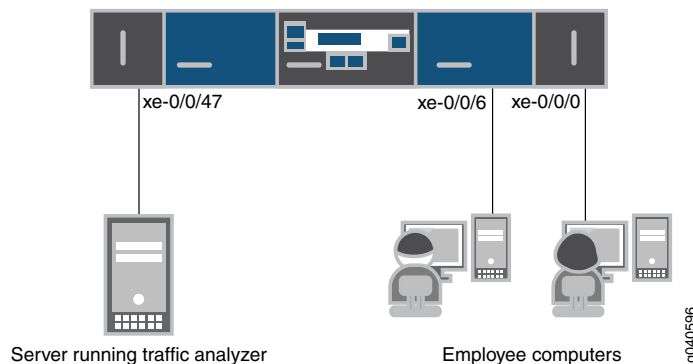 xe-0/0/47
xe-0/0/6
xe-0/0/0
Server running traffic analyzer
Employee computers
g040596